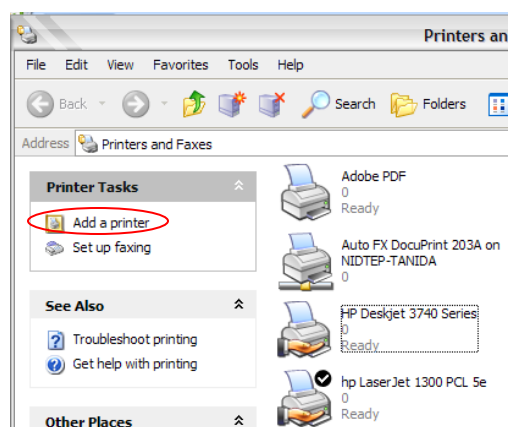 Printers an
File Edit View Favorites Tools Help
Back Search Folders
Address Printers and Faxes
Printer Tasks
Add a printer
Set up faxing
See Also
Troubleshoot printing
Get help with printing
Other Places
Adobe PDF
0
Ready
Auto FX DocuPrint 203A on
NIDTEP-TANIDA
0
HP Deskjet 3740 Series
0
Ready
hp LaserJet 1300 PCL 5e
0
Ready